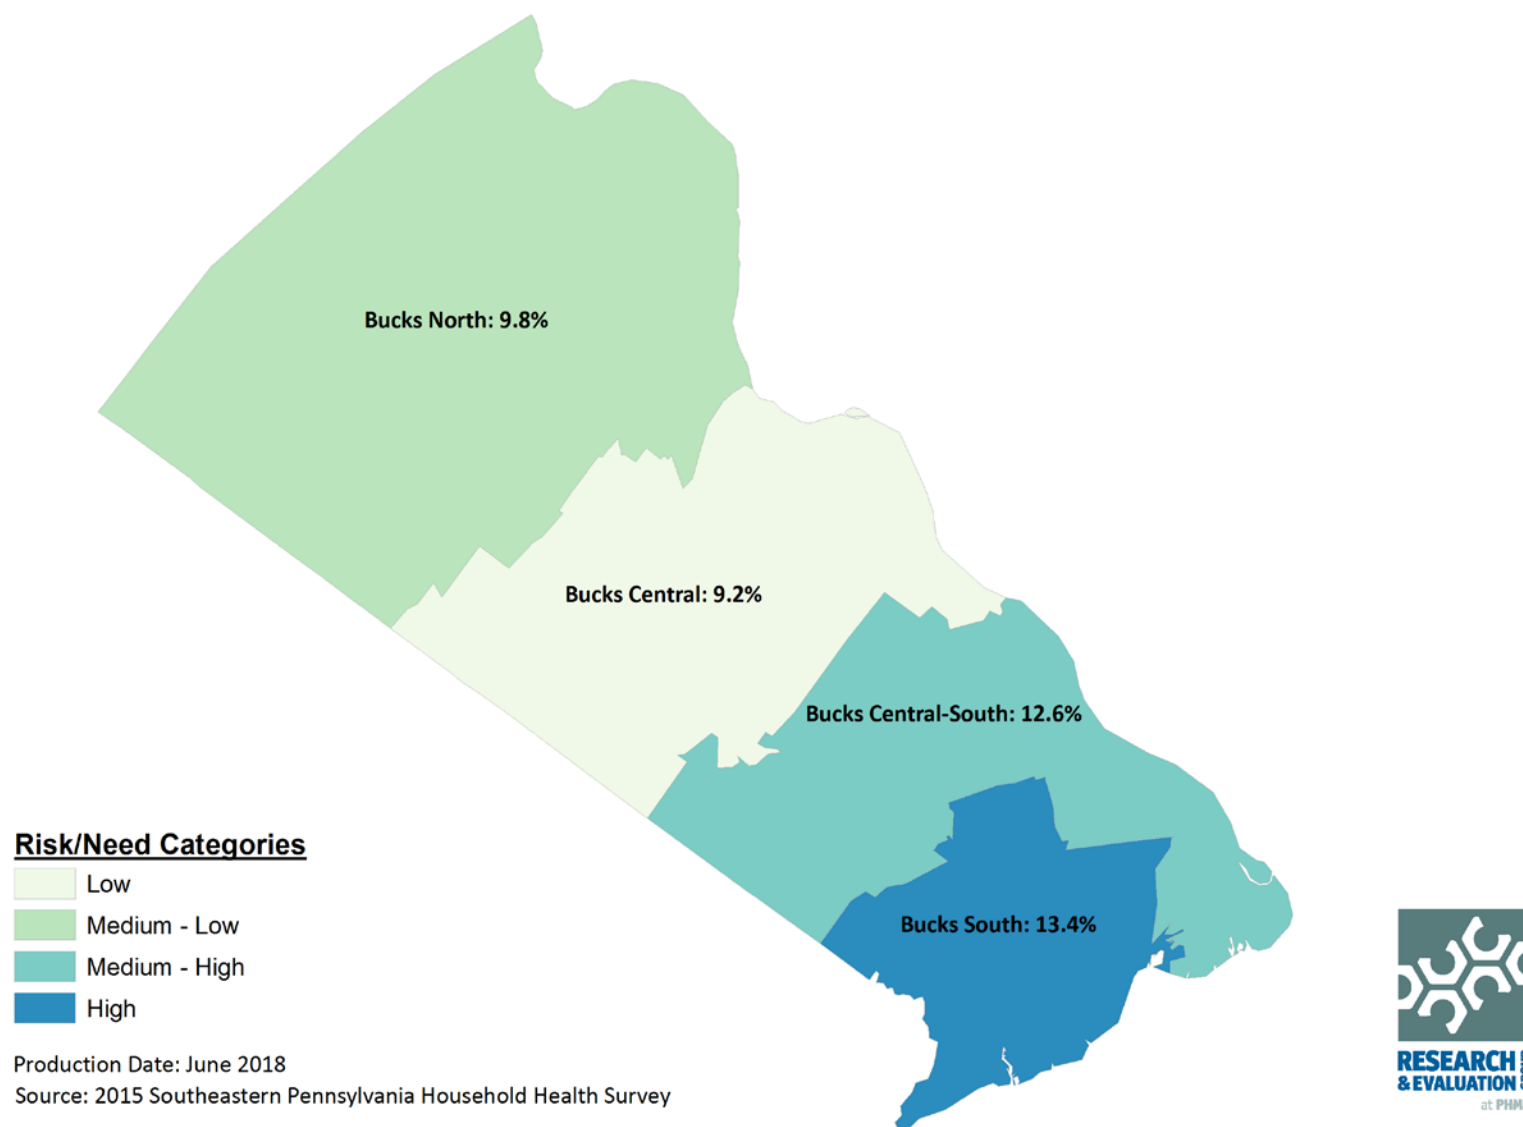 Bucks North: 9.8%
Bucks Central: 9.2%
Bucks Central-South: 12.6%
Bucks South: 13.4%
Risk/Need Categories
Low
Medium - Low
Medium - High
High
Production Date: June 2018
Source: 2015 Southeastern Pennsylvania Household Health Survey
RESEARCH
& EVALUATION
at PHM